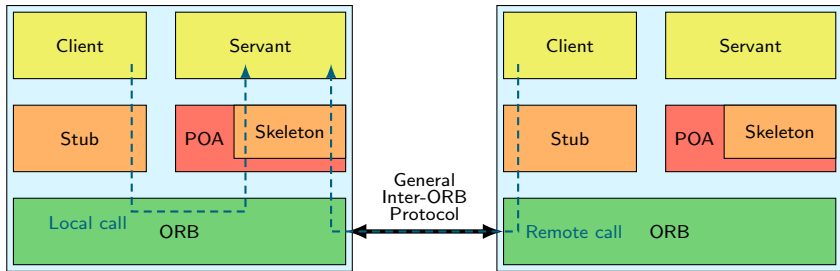 Client
Servant
Stub
POA
Skeleton
Local call
ORB
General
Inter-ORB
Protocol
Client
Servant
Stub
POA
Skeleton
Remote call
ORB